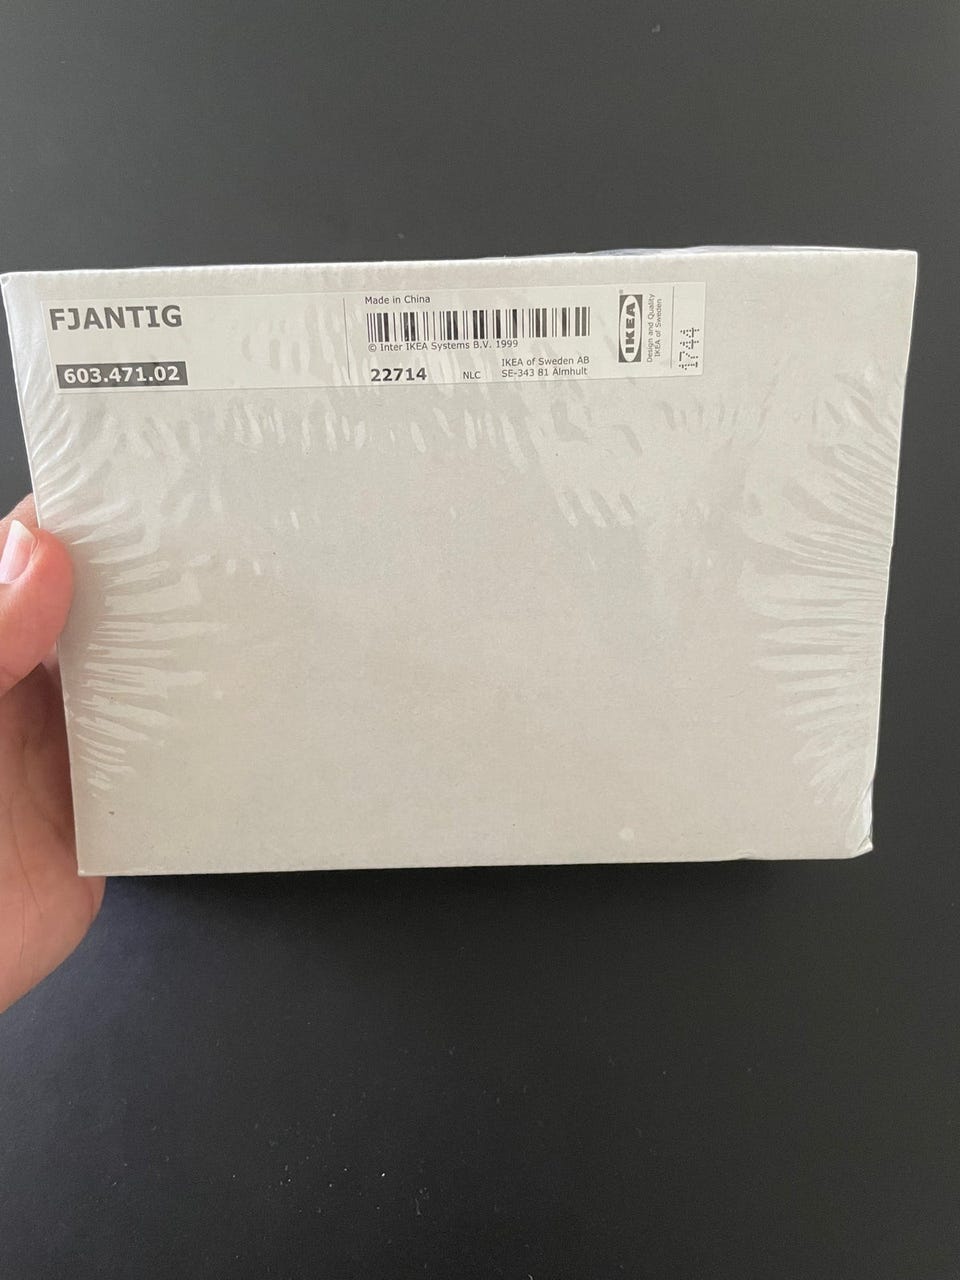 FJANTIG
603.471.02
Made in China
© Inter IKEA Systems B.V. 1999
22714
NLC
IKEA of Sweden AB
SE-343 81 Älmhult
IKEA®
Design and Quality
IKEA of Sweden
1744